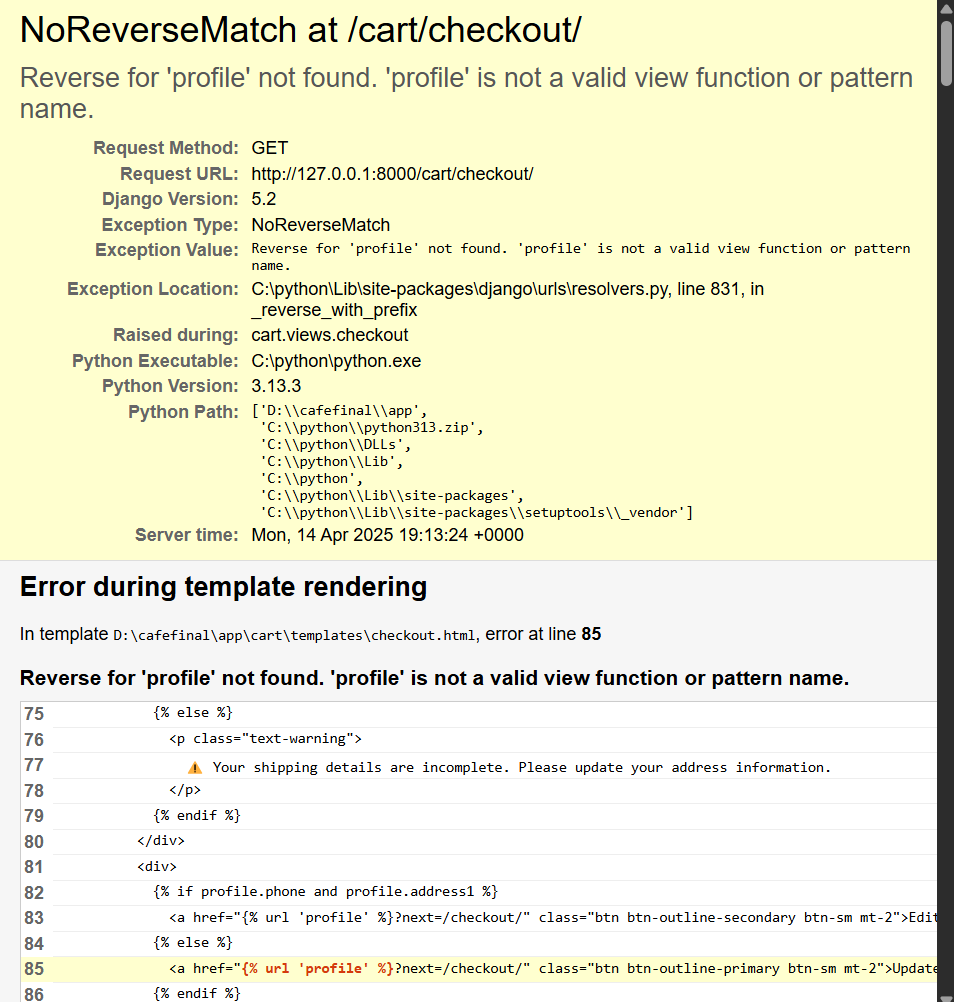 NoReverseMatch at /cart/checkout/
Reverse for 'profile' not found. 'profile' is not a valid view function or pattern
name.
Request Method: GET
Request URL: http://127.0.0.1:8000/cart/checkout/
Django Version: 5.2
Exception Type: NoReverseMatch
Exception Value: Reverse for 'profile' not found. 'profile' is not a valid view function or pattern
name.
Exception Location: C:\python\Lib\site-packages\django\urls\resolvers.py, line 831, in
_reverse_with_prefix
Raised during: cart.views.checkout
Python Executable: C:\python\python.exe
Python Version: 3.13.3
Python Path: ['D:\\cafefinal\\app',
'C:\\python\\python313.zip',
'C:\\python\\DLLs',
'C:\\python\\Lib',
'C:\\python',
'C:\\python\\Lib\\site-packages',
'C:\\python\\Lib\\site-packages\\setuptools\\_vendor']
Server time: Mon, 14 Apr 2025 19:13:24 +0000
Error during template rendering
In template D:\cafefinal\app\cart\templates\checkout.html, error at line 85
Reverse for 'profile' not found. 'profile' is not a valid view function or pattern name.
75 {% else %}
76 <p class="text-warning">
77 ⚠️ Your shipping details are incomplete. Please update your address information.
78 </p>
79 {% endif %}
80 </div>
81 <div>
82 {% if profile.phone and profile.address1 %}
83 <a href="{% url 'profile' %}?next=/checkout/" class="btn btn-outline-secondary btn-sm mt-2">Edit
84 {% else %}
85 <a href="{% url 'profile' %}?next=/checkout/" class="btn btn-outline-primary btn-sm mt-2">Update
86 {% endif %}